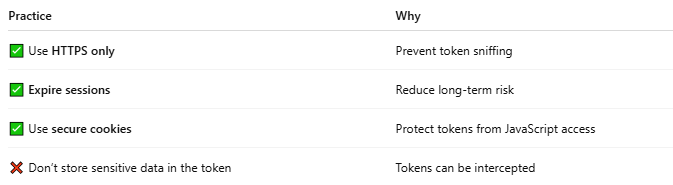 Practice Why
✅ Use HTTPS only Prevent token sniffing
✅ Expire sessions Reduce long-term risk
✅ Use secure cookies Protect tokens from JavaScript access
❌ Don’t store sensitive data in the token Tokens can be intercepted